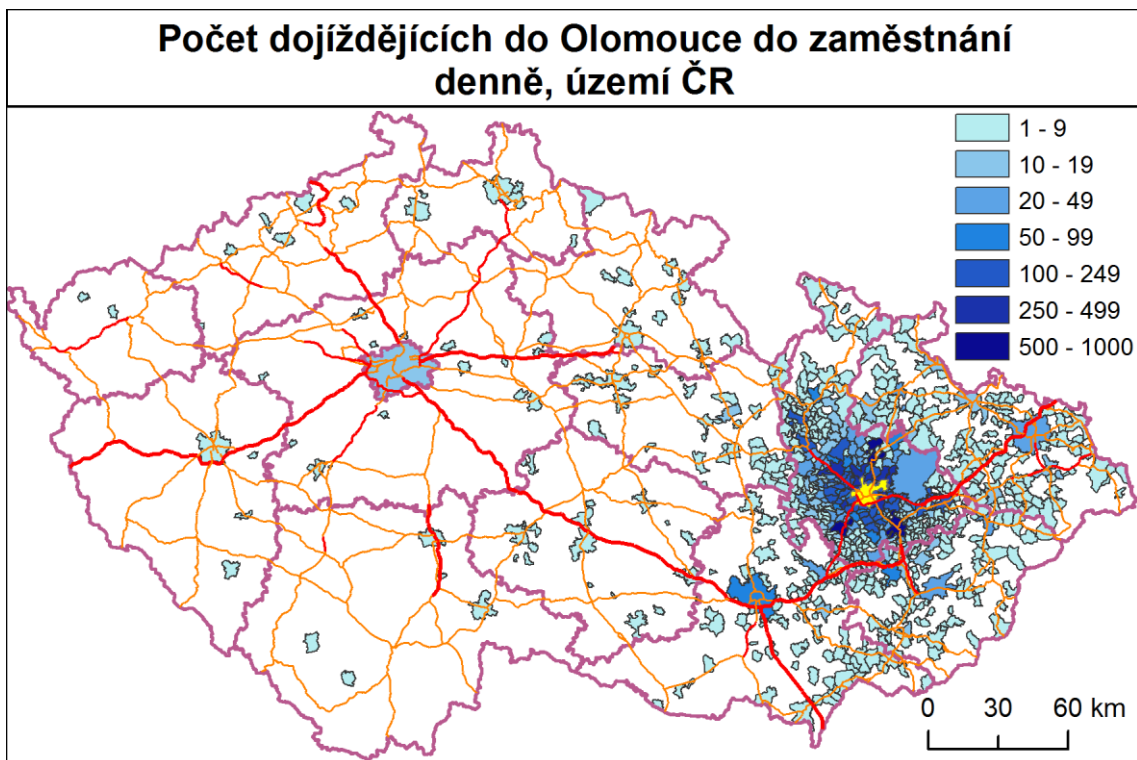 Počet dojíždějících do Olomouce do zaměstnání
denně, území ČR
1 - 9
10 - 19
20 - 49
50 - 99
100 - 249
250 - 499
500 - 1000
0 30 60 km